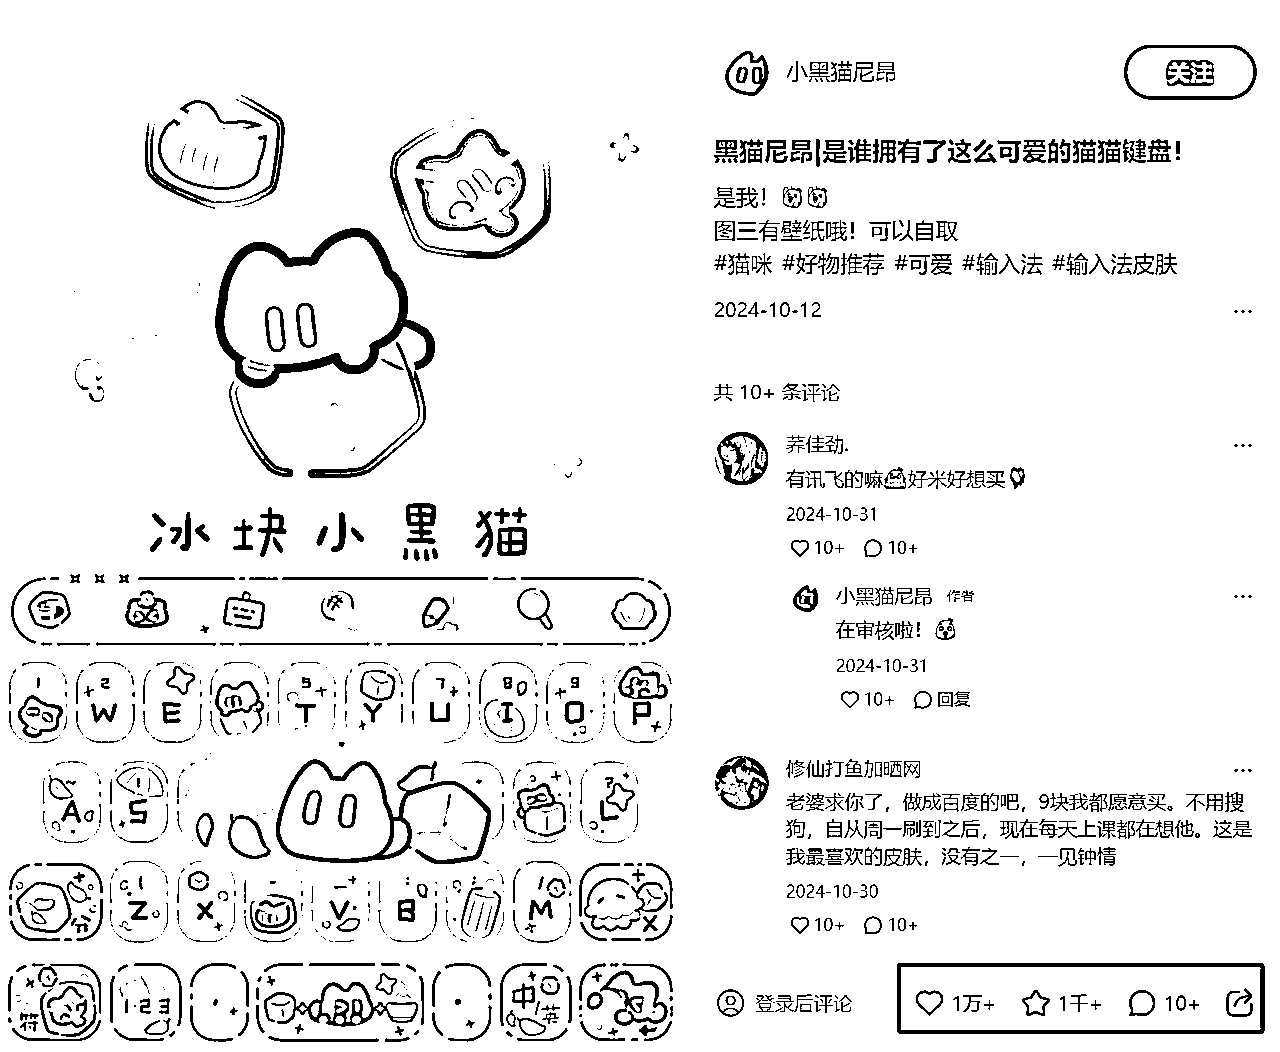 冰块小黑猫
1
2
W
E
5
T
Y
7
U
8
I
9
O
P
A
S
L
Z
X
V
B
M
符
123
中/英
小黑猫尼昂
关注
黑猫尼昂|是谁拥有了这么可爱的猫猫键盘！
是我！
图三有壁纸哦！可以自取
#猫咪 #好物推荐 #可爱 #输入法 #输入法皮肤
2024-10-12
共 10+ 条评论
莽佳劲.
有讯飞的嘛好米好想买
2024-10-31
10+ 10+
小黑猫尼昂 作者
在审核啦！
2024-10-31
10+ 回复
修仙打鱼加晒网
老婆求你了，做成百度的吧，9块我都愿意买。不用搜
狗，自从周一刷到之后，现在每天上课都在想他。这是
我最喜欢的皮肤，没有之一，一见钟情
2024-10-30
10+ 10+
登录后评论
1万+ 1千+ 10+